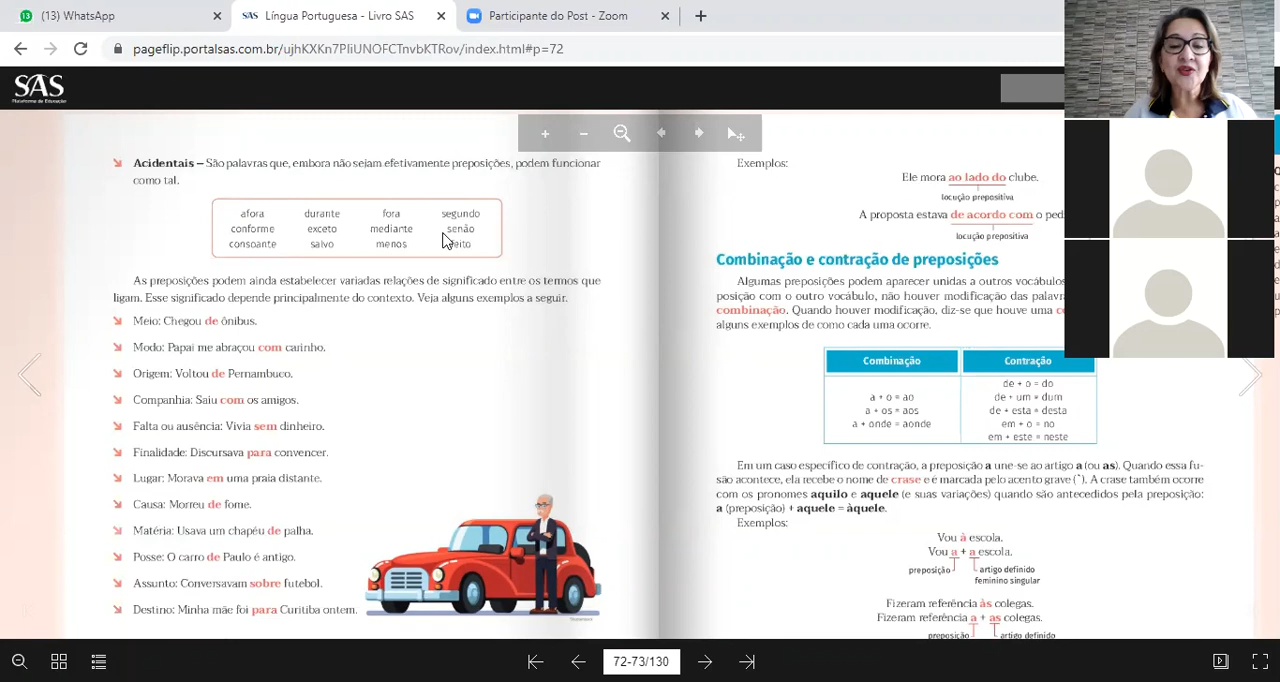 (13) WhatsApp
SAS Língua Portuguesa - Livro SAS
Participante do Post - Zoom
pageflip.portalsas.com.br/ujhKXKn7PIiUNOFCTnvbKTRov/index.html#p=72
SAS
Plataforma de Educação
Acidentais – São palavras que, embora não sejam efetivamente preposições, podem funcionar
como tal.
afora durante fora segundo
conforme exceto mediante senão
consoante salvo menos
As preposições podem ainda estabelecer variadas relações de significado entre os termos que
ligam. Esse significado depende principalmente do contexto. Veja alguns exemplos a seguir.
Meio: Chegou de ônibus.
Modo: Papai me abraçou com carinho.
Origem: Voltou de Pernambuco.
Companhia: Saiu com os amigos.
Falta ou ausência: Vivia sem dinheiro.
Finalidade: Discursava para convencer.
Lugar: Morava em uma praia distante.
Causa: Morreu de fome.
Matéria: Usava um chapéu de palha.
Posse: O carro de Paulo é antigo.
Assunto: Conversavam sobre futebol.
Destino: Minha mãe foi para Curitiba ontem.
Exemplos:
Ele mora ao lado do clube.
locução prepositiva
A proposta estava de acordo com o ped
locução prepositiva
Combinação e contração de preposições
Algumas preposições podem aparecer unidas a outros vocábulos
posição com o outro vocábulo, não houver modificação das palavra
combinação. Quando houver modificação, diz-se que houve uma co
alguns exemplos de como cada uma ocorre.
Combinação Contração
de + o = do
a + o = ao de + um = dum
a + os = aos de + esta = desta
a + onde = aonde em + o = no
em + este = neste
Em um caso específico de contração, a preposição a une-se ao artigo a (ou as). Quando essa fu-
são acontece, ela recebe o nome de crase e é marcada pelo acento grave (`). A crase também ocorre
com os pronomes aquilo e aquele (e suas variações) quando são antecedidos pela preposição:
a (preposição) + aquele = àquele.
Exemplos:
Vou à escola.
Vou a + a escola.
preposição artigo definido
feminino singular
Fizeram referência às colegas.
Fizeram referência a + as colegas.
preposição artigo definido
72-73/130